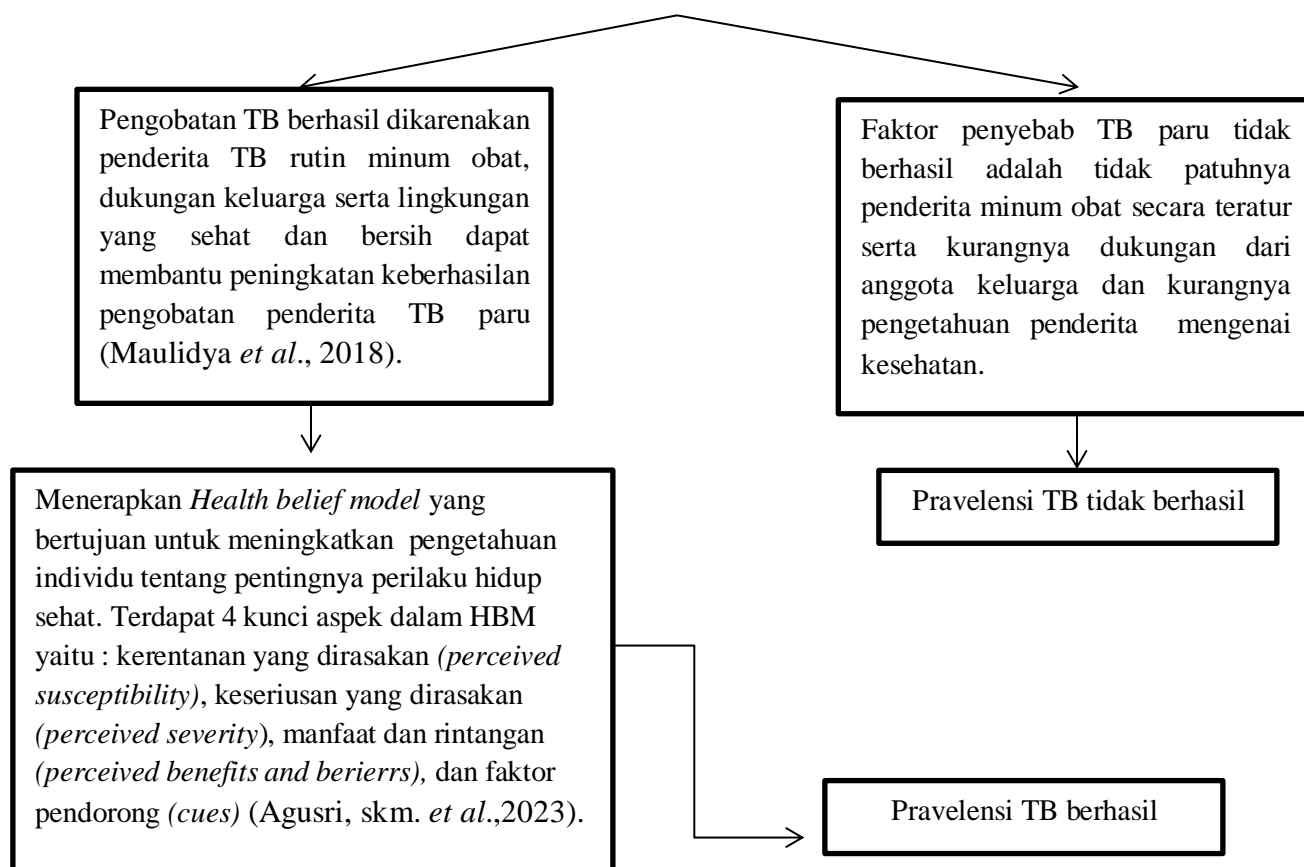 Pengobatan TB berhasil dikarenakan
penderita TB rutin minum obat,
dukungan keluarga serta lingkungan
yang sehat dan bersih dapat
membantu peningkatan keberhasilan
pengobatan penderita TB paru
(Maulidya et al., 2018).
Faktor penyebab TB paru tidak
berhasil adalah tidak patuhnya
penderita minum obat secara teratur
serta kurangnya dukungan dari
anggota keluarga dan kurangnya
pengetahuan penderita mengenai
kesehatan.
Menerapkan Health belief model yang
bertujuan untuk meningkatkan pengetahuan
individu tentang pentingnya perilaku hidup
sehat. Terdapat 4 kunci aspek dalam HBM
yaitu : kerentanan yang dirasakan (perceived
susceptibility), keseriusan yang dirasakan
(perceived severity), manfaat dan rintangan
(perceived benefits and berierrs), dan faktor
pendorong (cues) (Agusri, skm. et al.,2023).
Pravelensi TB tidak berhasil
Pravelensi TB berhasil